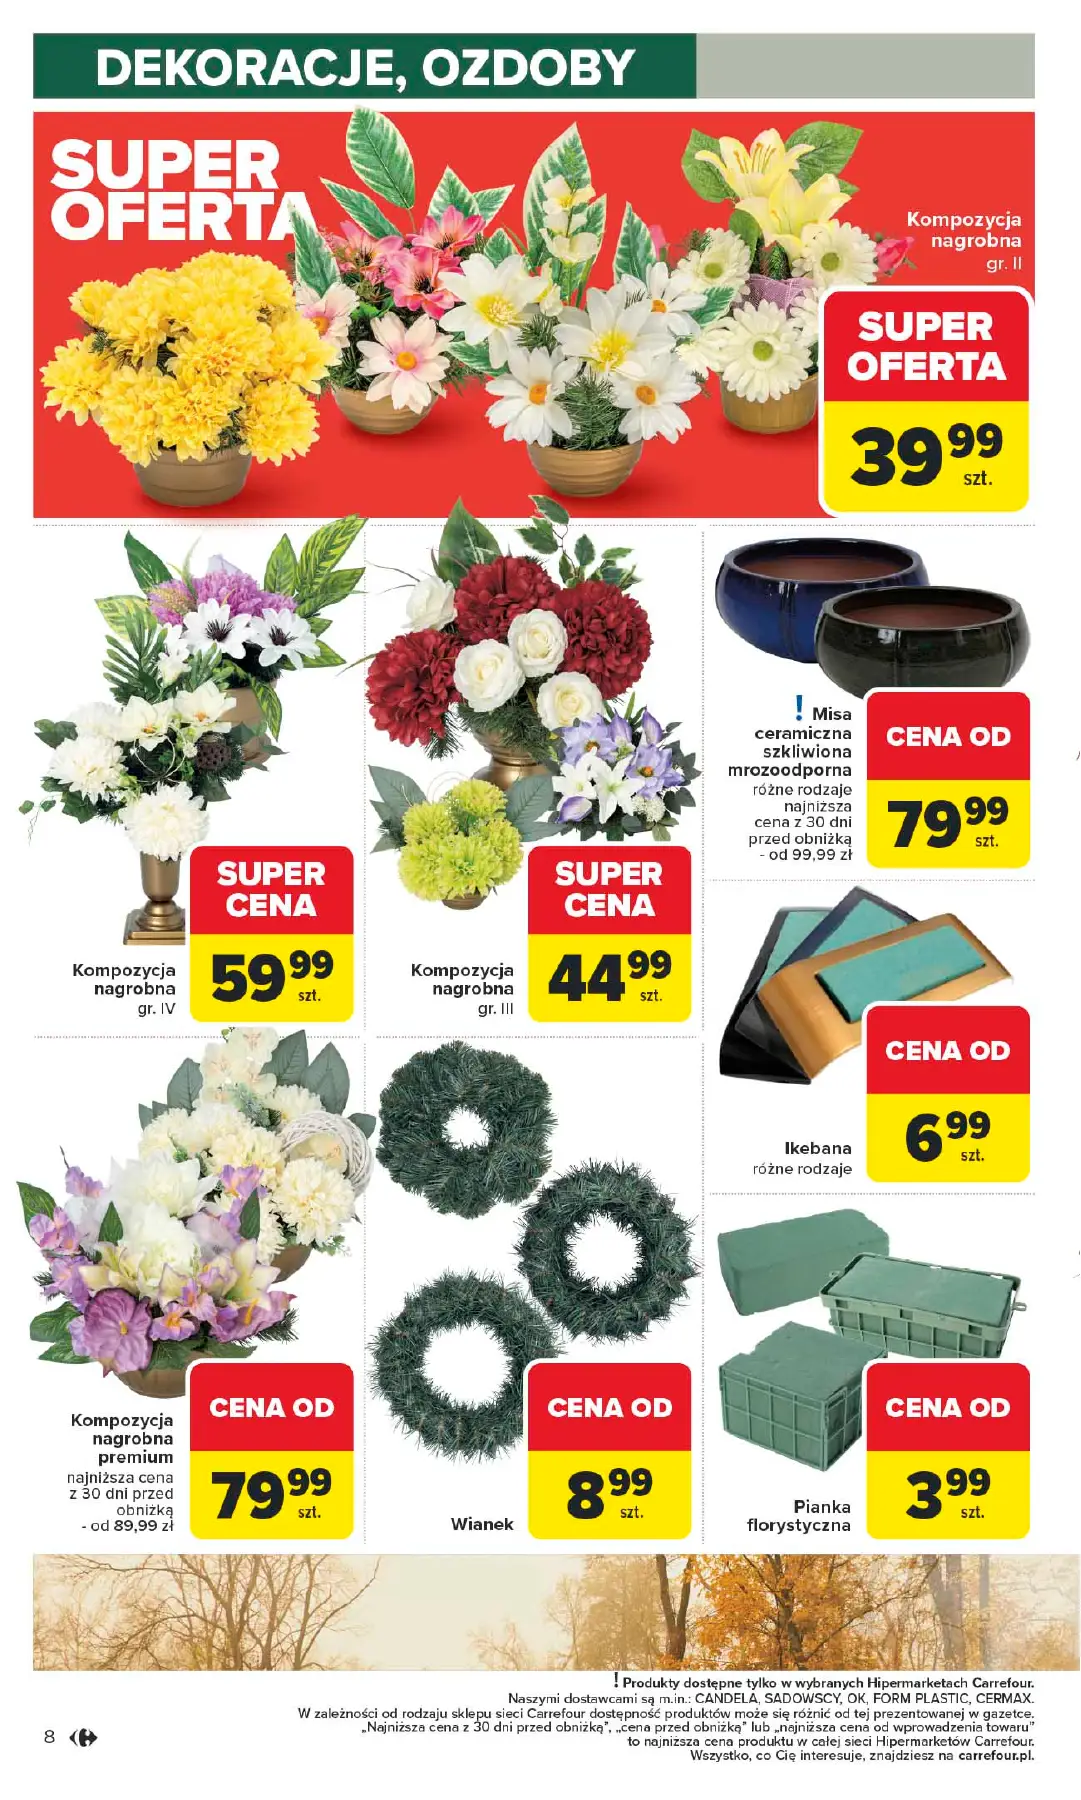 DEKORACJE, OZDOBY
SUPER
OFERTA
Kompozycja
nagrobna
gr. II
SUPER
OFERTA
39 99
szt.
Kompozycja
nagrobna
gr. IV
SUPER
CENA
59 99
szt.
Kompozycja
nagrobna
gr. III
SUPER
CENA
44 99
szt.
! Misa
ceramiczna
szkliwiona
mrozoodporna
różne rodzaje
najniższa
cena z 30 dni
przed obniżką
- od 99,99 zł
CENA OD
79 99
szt.
Ikebana
różne rodzaje
CENA OD
6 99
szt.
Kompozycja
nagrobna
premium
najniższa cena
z 30 dni przed
obniżką
- od 89,99 zł
CENA OD
79 99
szt.
Wianek
CENA OD
8 99
szt.
Pianka
florystyczna
CENA OD
3 99
szt.
! Produkty dostępne tylko w wybranych Hipermarketach Carrefour.
Naszymi dostawcami są m.in.: CANDELA, SADOWSCY, OK, FORM PLASTIC, CERMAX.
W zależności od rodzaju sklepu sieci Carrefour dostępność produktów może się różnić od tej prezentowanej w gazetce.
„Najniższa cena z 30 dni przed obniżką”, „cena przed obniżką” lub „najniższa cena od wprowadzenia towaru”
to najniższa cena produktu w całej sieci Hipermarketów Carrefour.
Wszystko, co Cię interesuje, znajdziesz na carrefour.pl.
8